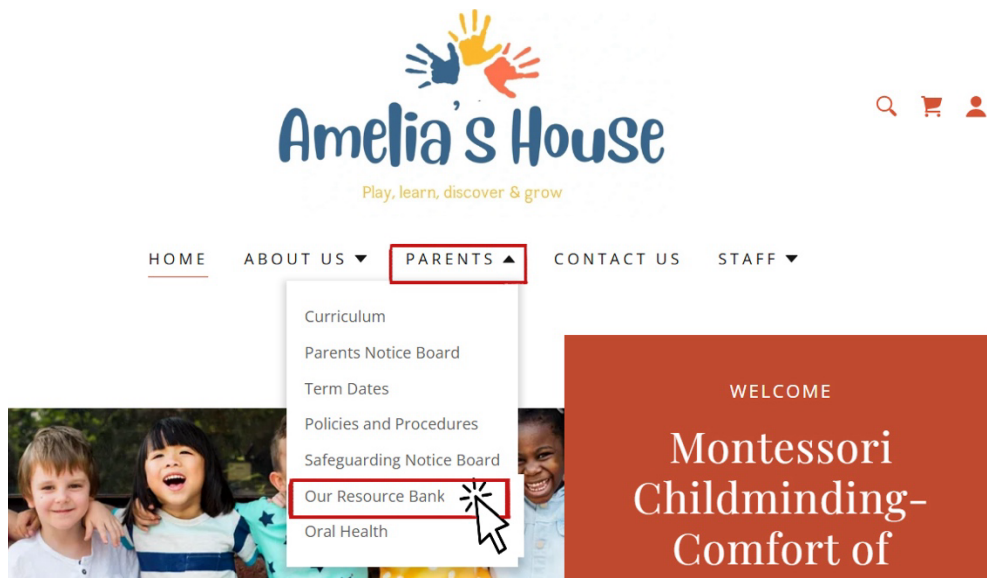 Amelia's House
Play, learn, discover & grow
HOME ABOUT US PARENTS CONTACT US STAFF
Curriculum
Parents Notice Board
Term Dates
Policies and Procedures
Safeguarding Notice Board
Our Resource Bank
Oral Health
WELCOME
Montessori
Childminding-
Comfort of